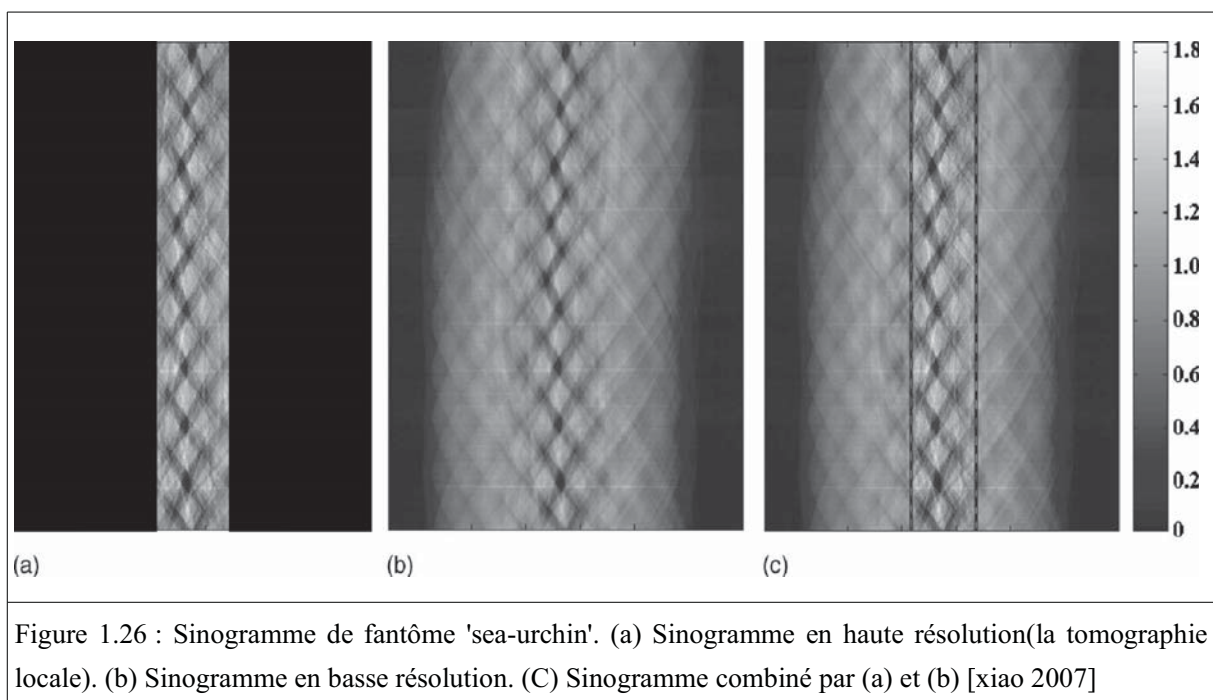 1.8
1.6
1.4
1.2
1.0
0.8
0.6
0.4
0.2
0
(a)
(b)
(c)
Figure 1.26 : Sinogramme de fantôme 'sea-urchin'. (a) Sinogramme en haute résolution(la tomographie
locale). (b) Sinogramme en basse résolution. (C) Sinogramme combiné par (a) et (b) [xiao 2007]